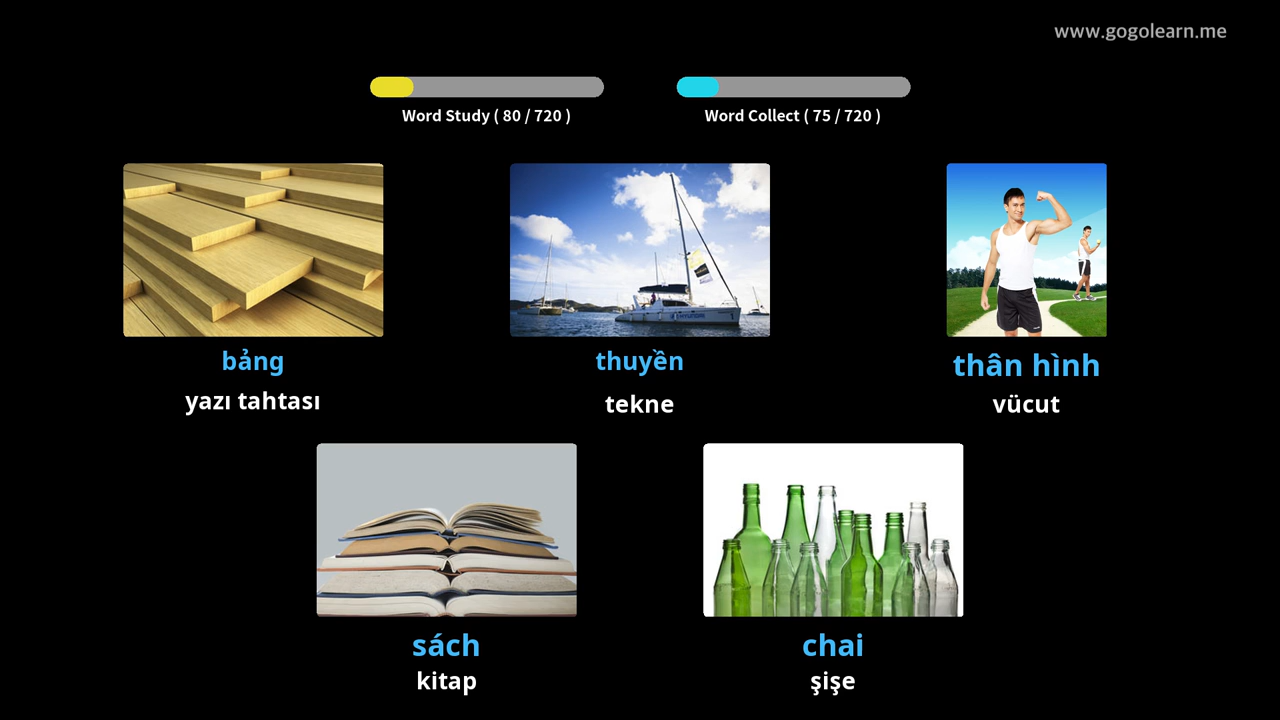 www.gogolearn.me
Word Study ( 80 / 720 )
Word Collect ( 75 / 720 )
bảng
thuyền
thân hình
yazı tahtası
tekne
vücut
sách
chai
kitap
şişe